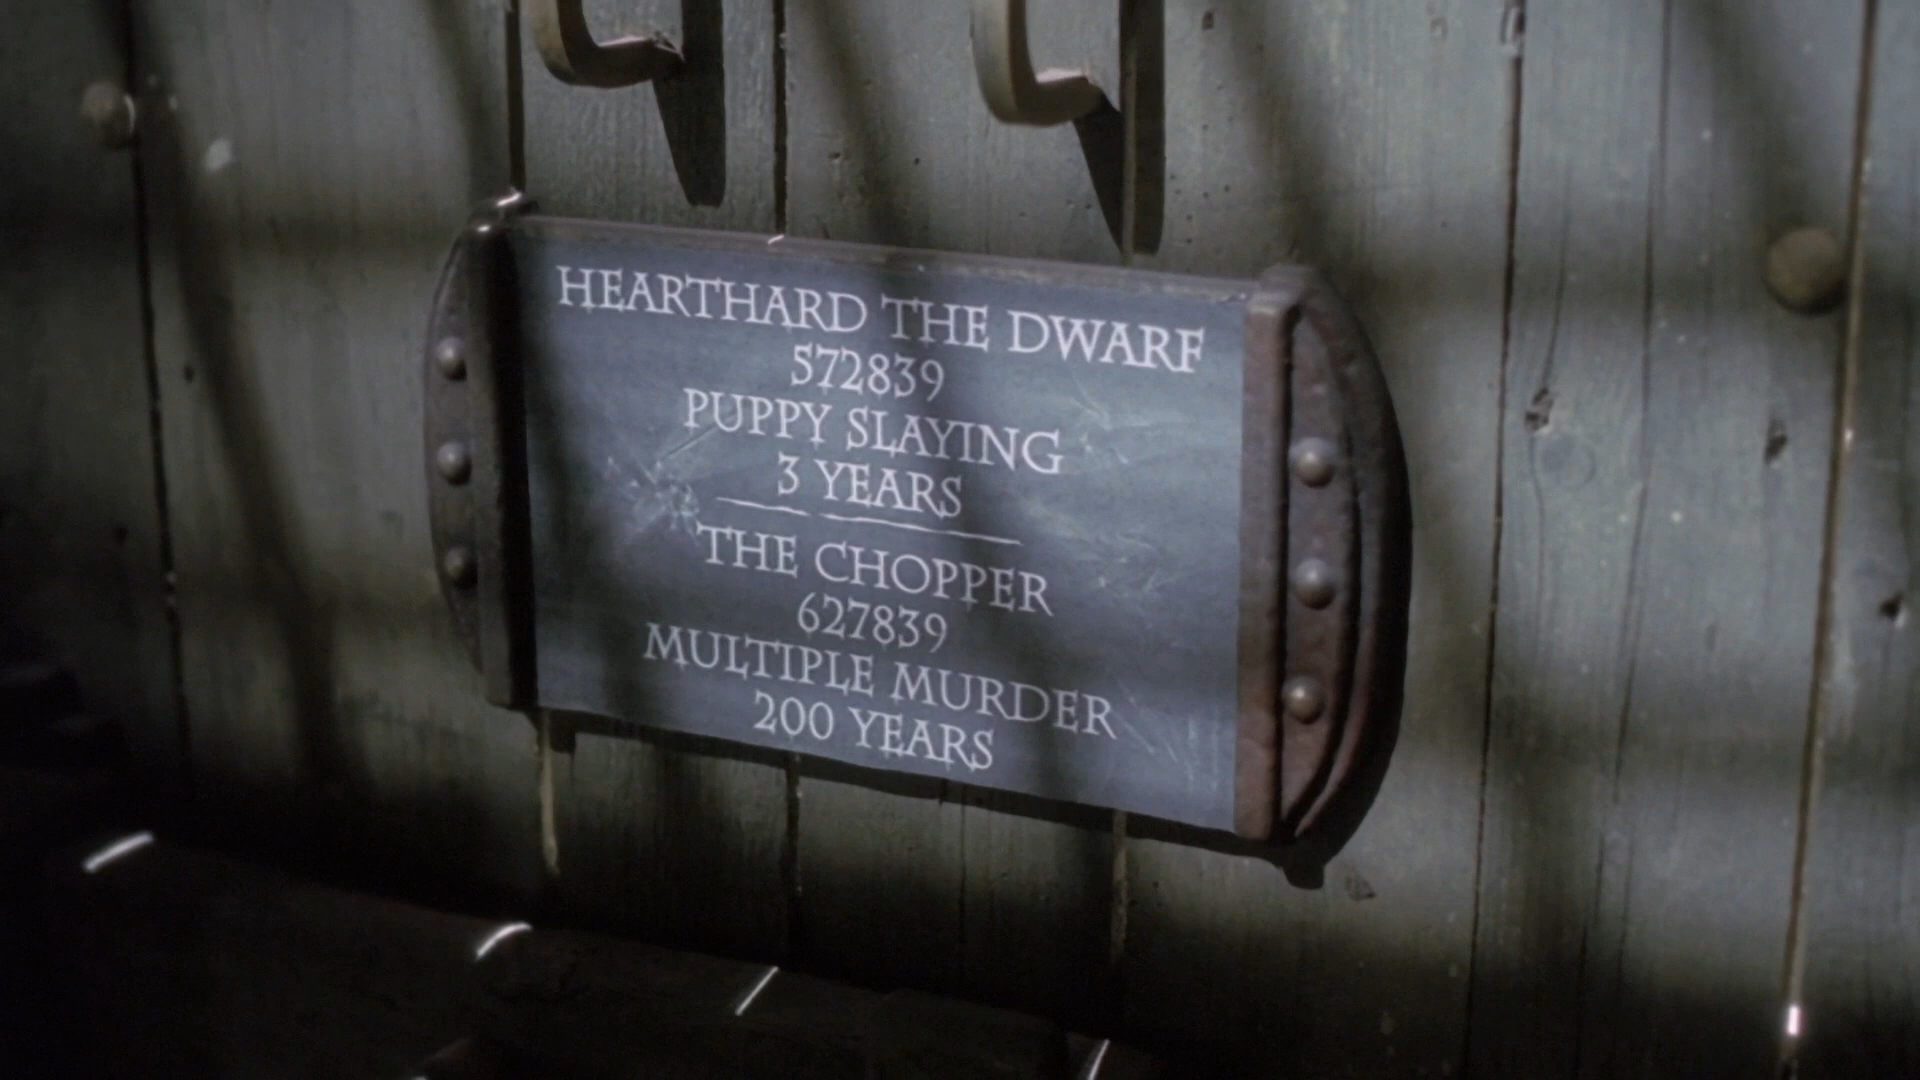 HEARTHARD THE DWARF
572839
PUPPY SLAYING
3 YEARS
THE CHOPPER
627839
MULTIPLE MURDER
200 YEARS